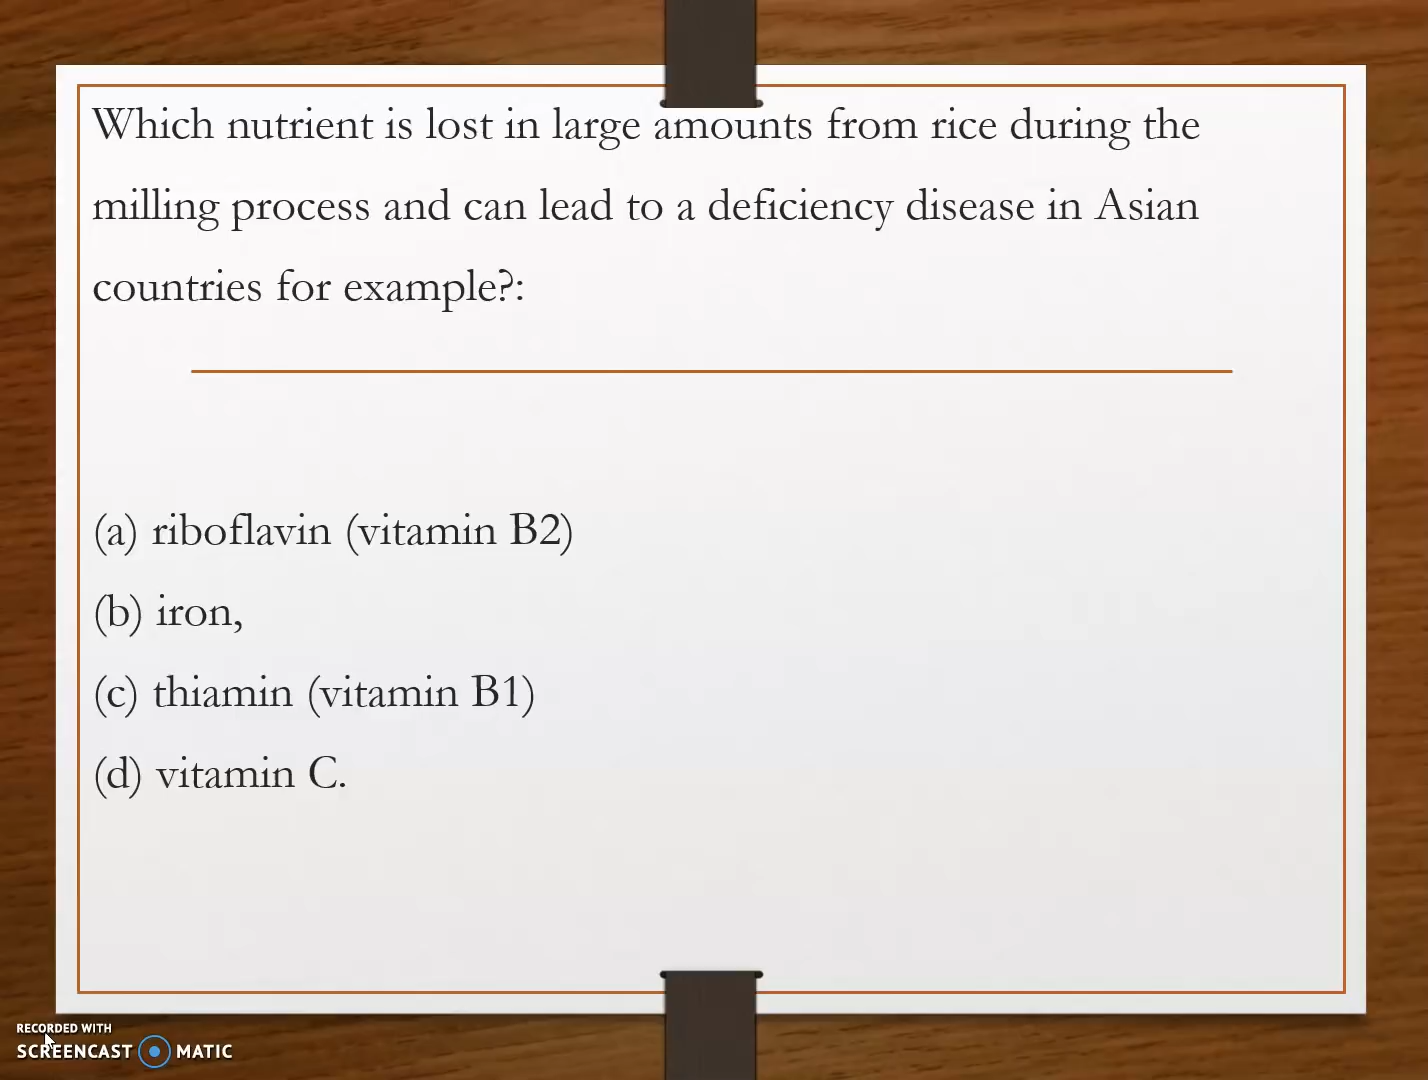 Which nutrient is lost in large amounts from rice during the
milling process and can lead to a deficiency disease in Asian
countries for example?:
(a) riboflavin (vitamin B2)
(b) iron,
(c) thiamin (vitamin B1)
(d) vitamin C.
RECORDED WITH
SCREENCAST MATIC